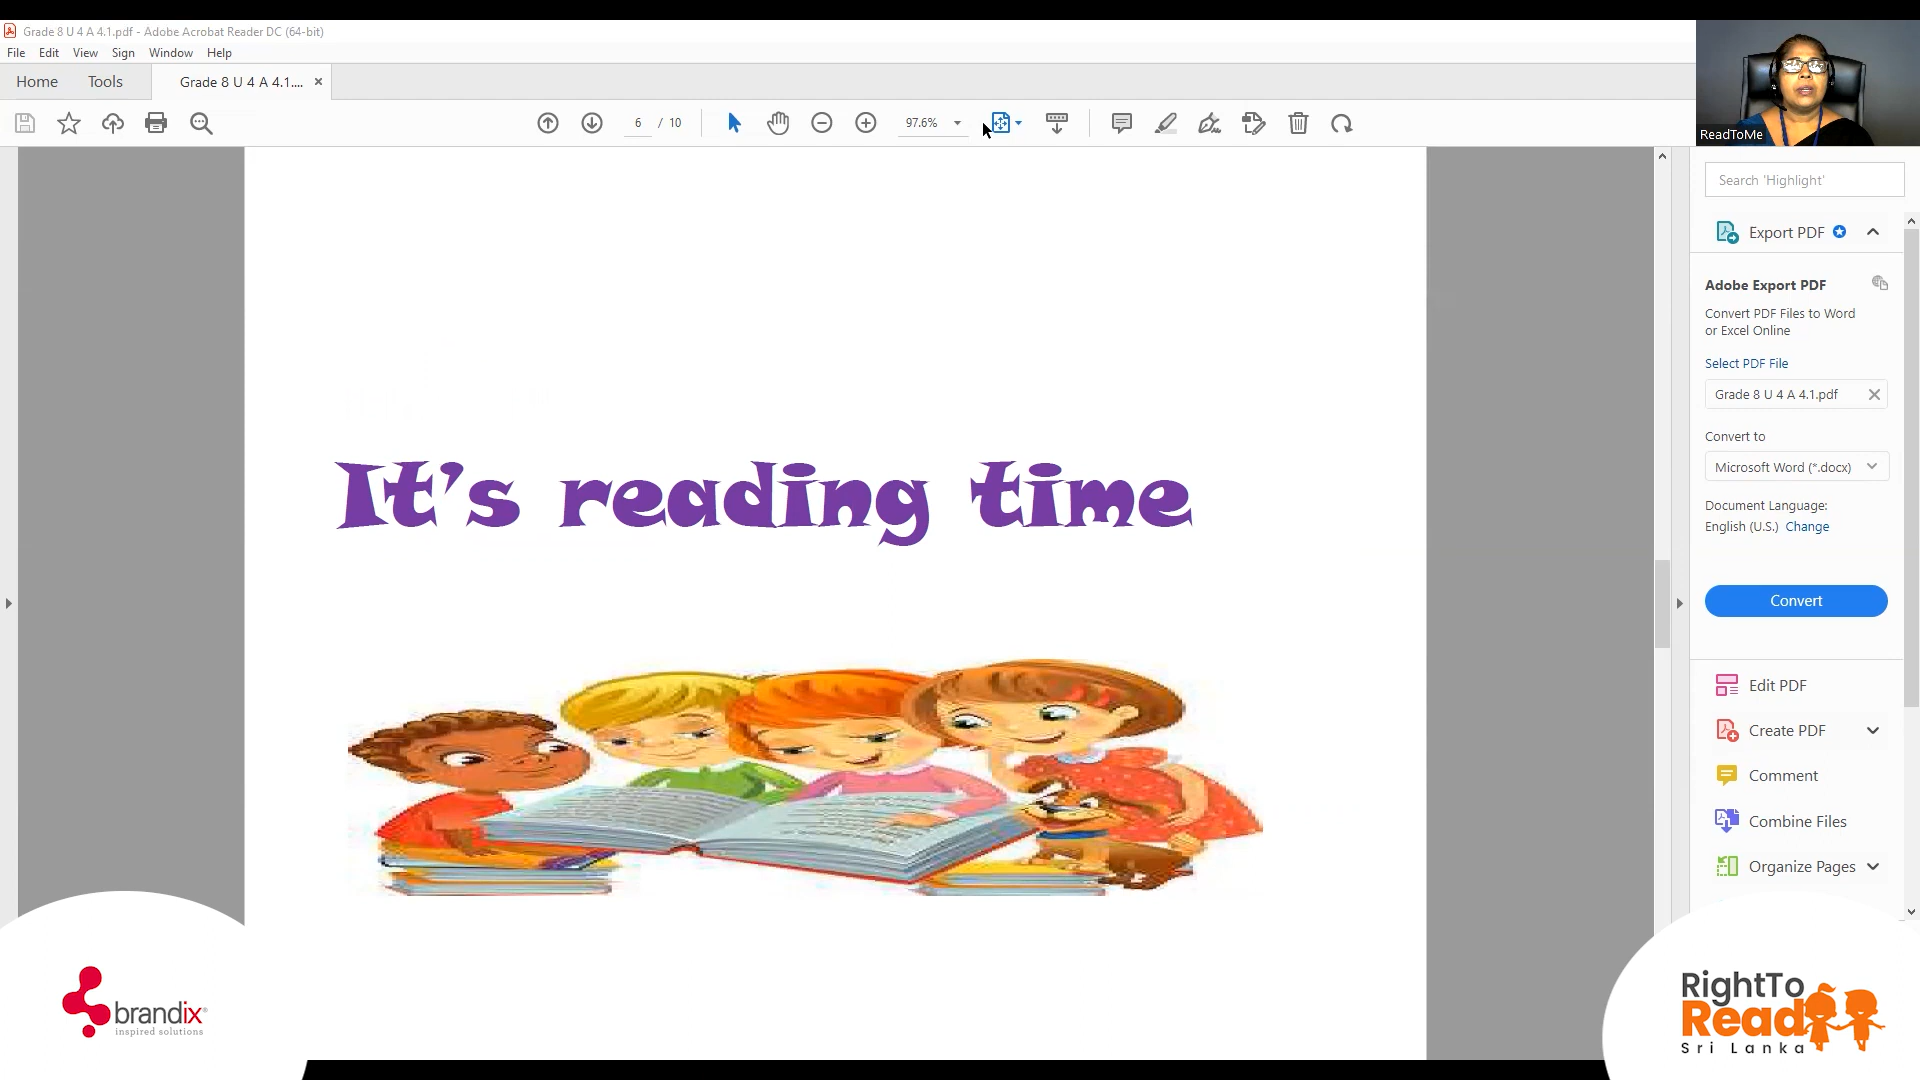 Grade 8 U 4 A 4.1.pdf - Adobe Acrobat Reader DC (64-bit)
File Edit View Sign Window Help
Home Tools Grade 8 U 4 A 4.1.... ×
6 / 10 97.6%
ReadToMe
Search 'Highlight'
Export PDF
Adobe Export PDF
Convert PDF Files to Word
or Excel Online
Select PDF File
Grade 8 U 4 A 4.1.pdf
Convert to
Microsoft Word (*.docx)
Document Language:
English (U.S.) Change
Convert
Edit PDF
Create PDF
Comment
Combine Files
Organize Pages
It's reading time
brandix
inspired solutions
RightTo
Read
Sri Lanka